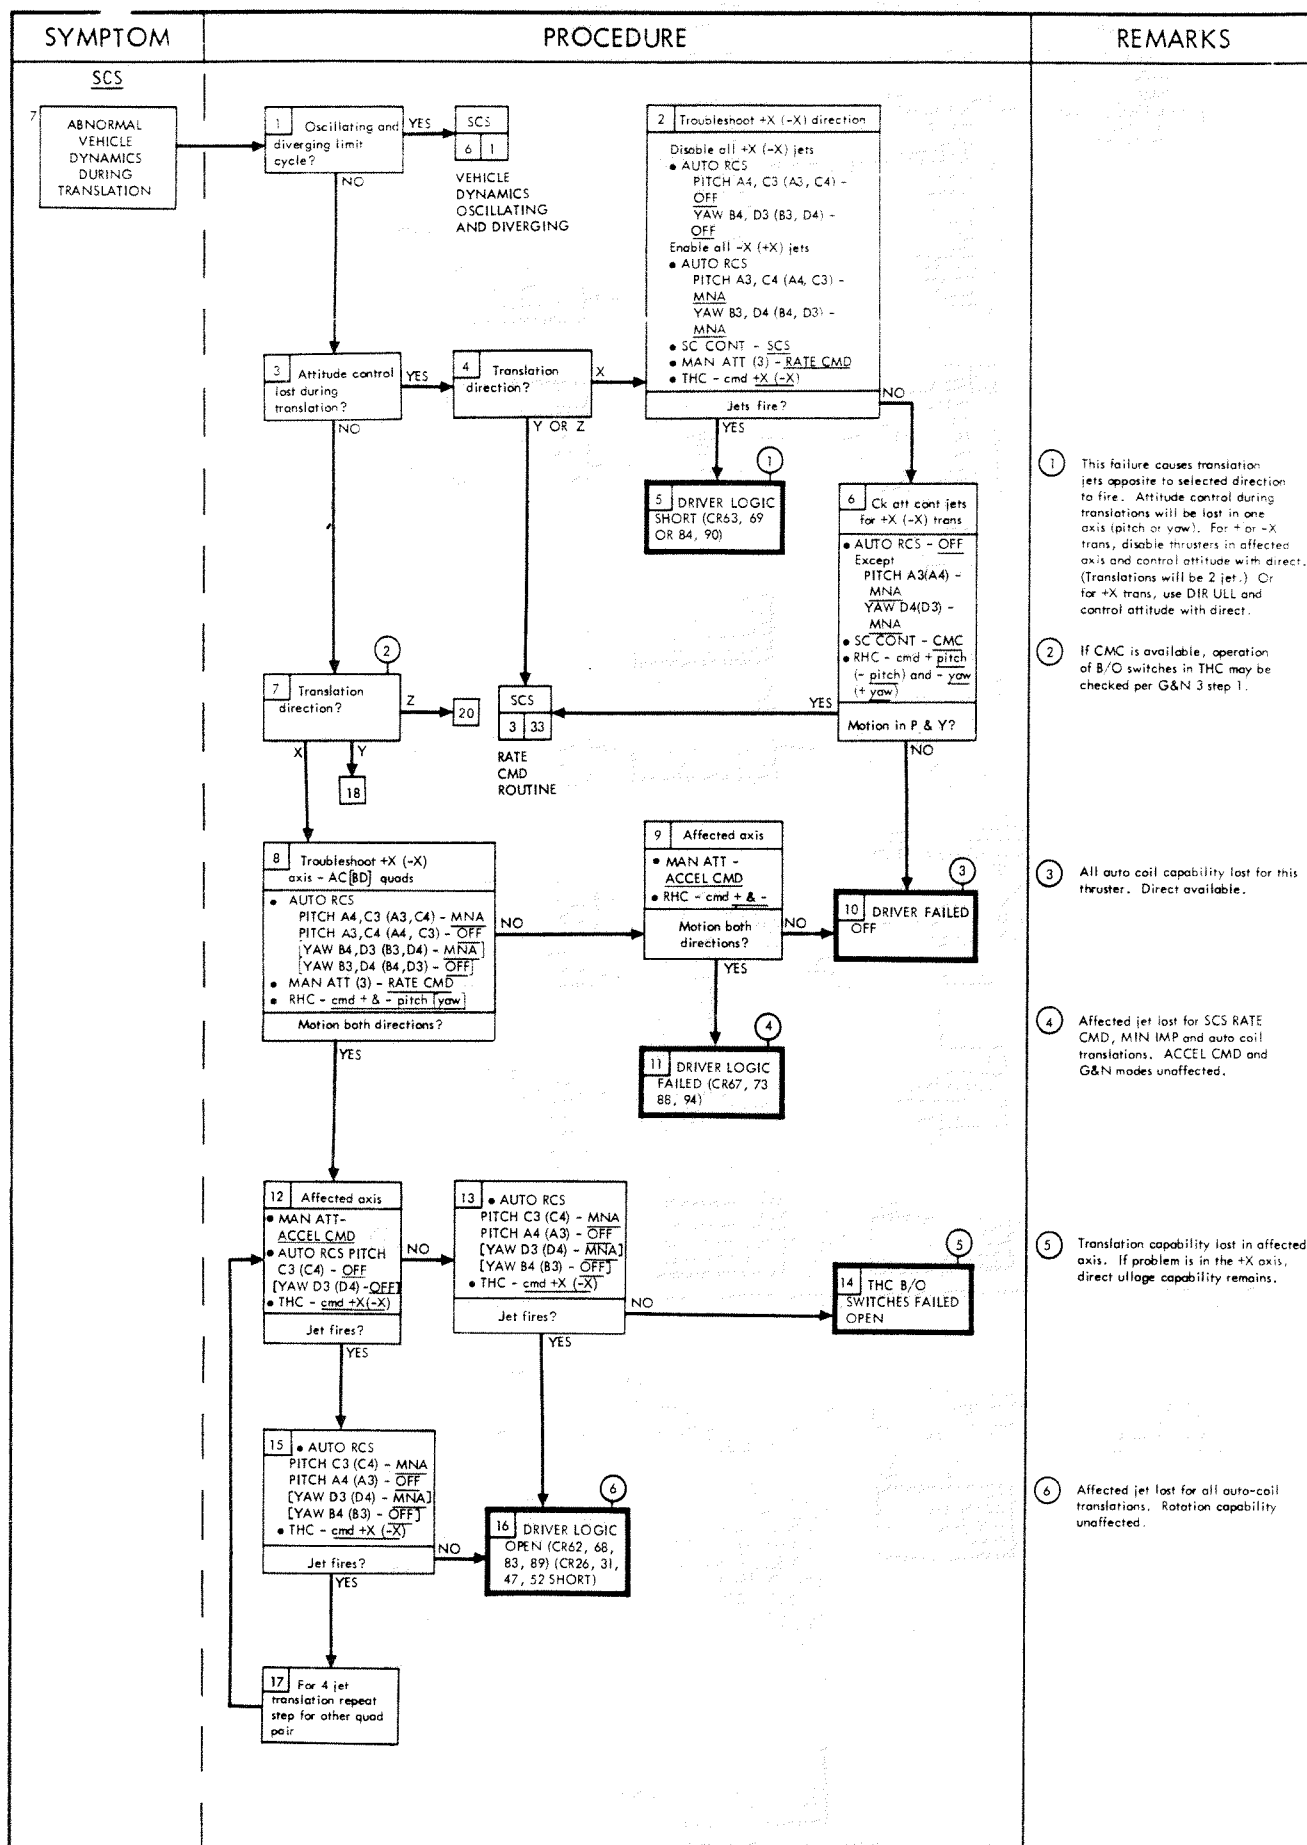 SYMPTOM
PROCEDURE
REMARKS
SCS
7
ABNORMAL
VEHICLE
DYNAMICS
DURING
TRANSLATION
1 Oscillating and
diverging limit
cycle?
YES
NO
SCS
6 1
VEHICLE
DYNAMICS
OSCILLATING
AND DIVERGING
2 Troubleshoot +X (-X) direction
Disable all +X (-X) jets
• AUTO RCS
PITCH A4, C3 (A3, C4) -
OFF
YAW B4, D3 (B3, D4) -
OFF
Enable all -X (+X) jets
• AUTO RCS
PITCH A3, C4 (A4, C3) -
MNA
YAW B3, D4 (B4, D3) -
MNA
• SC CONT - SCS
• MAN ATT (3) - RATE CMD
• THC - cmd +X (-X)
Jets fire?
NO
YES
3 Attitude control
lost during
translation?
YES
NO
4 Translation
direction?
X
Y OR Z
1
5 DRIVER LOGIC
SHORT (CR63, 69
OR 84, 90)
6 Ck att cont jets
for +X (-X) trans
• AUTO RCS - OFF
Except
PITCH A3(A4) -
MNA
YAW D4(D3) -
MNA
• SC CONT - CMC
• RHC - cmd + pitch
(- pitch) and - yaw
(+ yaw)
Motion in P & Y?
YES
NO
2
7 Translation
direction?
Z
20
X
Y
18
SCS
3 33
RATE
CMD
ROUTINE
8 Troubleshoot +X (-X)
axis - AC[BD] quads
• AUTO RCS
PITCH A4,C3 (A3,C4) - MNA
PITCH A3,C4 (A4, C3) - OFF
[YAW B4,D3 (B3,D4) - MNA]
[YAW B3,D4 (B4,D3) - OFF]
• MAN ATT (3) - RATE CMD
• RHC - cmd + & - pitch [yaw]
Motion both directions?
NO
YES
9 Affected axis
• MAN ATT -
ACCEL CMD
• RHC - cmd + & -
Motion both
directions?
NO
YES
3
10 DRIVER FAILED
OFF
4
11 DRIVER LOGIC
FAILED (CR67, 73
88, 94)
12 Affected axis
• MAN ATT-
ACCEL CMD
• AUTO RCS PITCH
C3 (C4) - OFF
[YAW D3 (D4) -OFF]
• THC - cmd +X(-X)
Jet fires?
NO
YES
13 • AUTO RCS
PITCH C3 (C4) - MNA
PITCH A4 (A3) - OFF
[YAW D3 (D4) - MNA]
[YAW B4 (B3) - OFF]
• THC - cmd +X (-X)
Jet fires?
NO
YES
5
14 THC B/O
SWITCHES FAILED
OPEN
15 • AUTO RCS
PITCH C3 (C4) - MNA
PITCH A4 (A3) - OFF
[YAW D3 (D4) - MNA]
[YAW B4 (B3) - OFF]
• THC - cmd +X (-X)
Jet fires?
NO
YES
6
16 DRIVER LOGIC
OPEN (CR62, 68,
83, 89) (CR26, 31,
47, 52 SHORT)
17 For 4 jet
translation repeat
step for other quad
pair
1 This failure causes translation
jets opposite to selected direction
to fire. Attitude control during
translations will be lost in one
axis (pitch or yaw). For + or -X
trans, disable thrusters in affected
axis and control attitude with direct.
(Translations will be 2 jet.) Or
for +X trans, use DIR ULL and
control attitude with direct.
2 If CMC is available, operation
of B/O switches in THC may be
checked per G&N 3 step 1.
3 All auto coil capability lost for this
thruster. Direct available.
4 Affected jet lost for SCS RATE
CMD, MIN IMP and auto coil
translations. ACCEL CMD and
G&N modes unaffected.
5 Translation capability lost in affected
axis. If problem is in the +X axis,
direct ullage capability remains.
6 Affected jet lost for all auto-coil
translations. Rotation capability
unaffected.